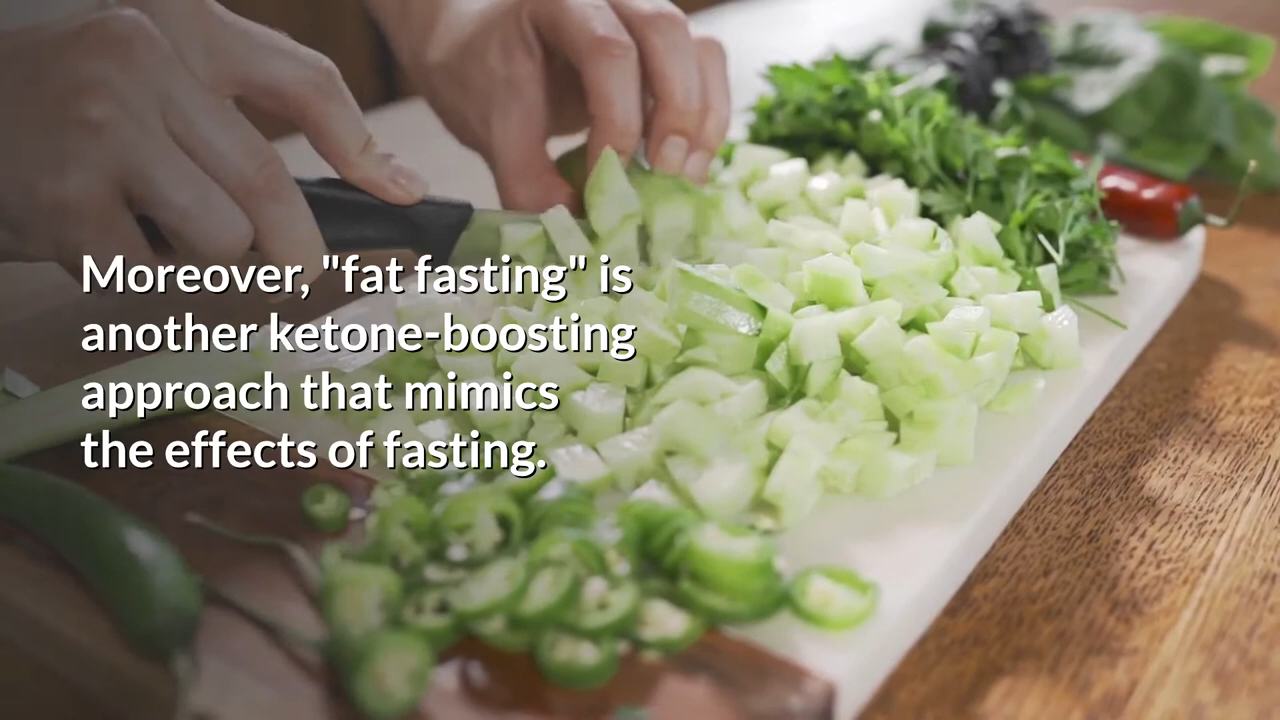 Moreover, "fat fasting" is
another ketone-boosting
approach that mimics
the effects of fasting.